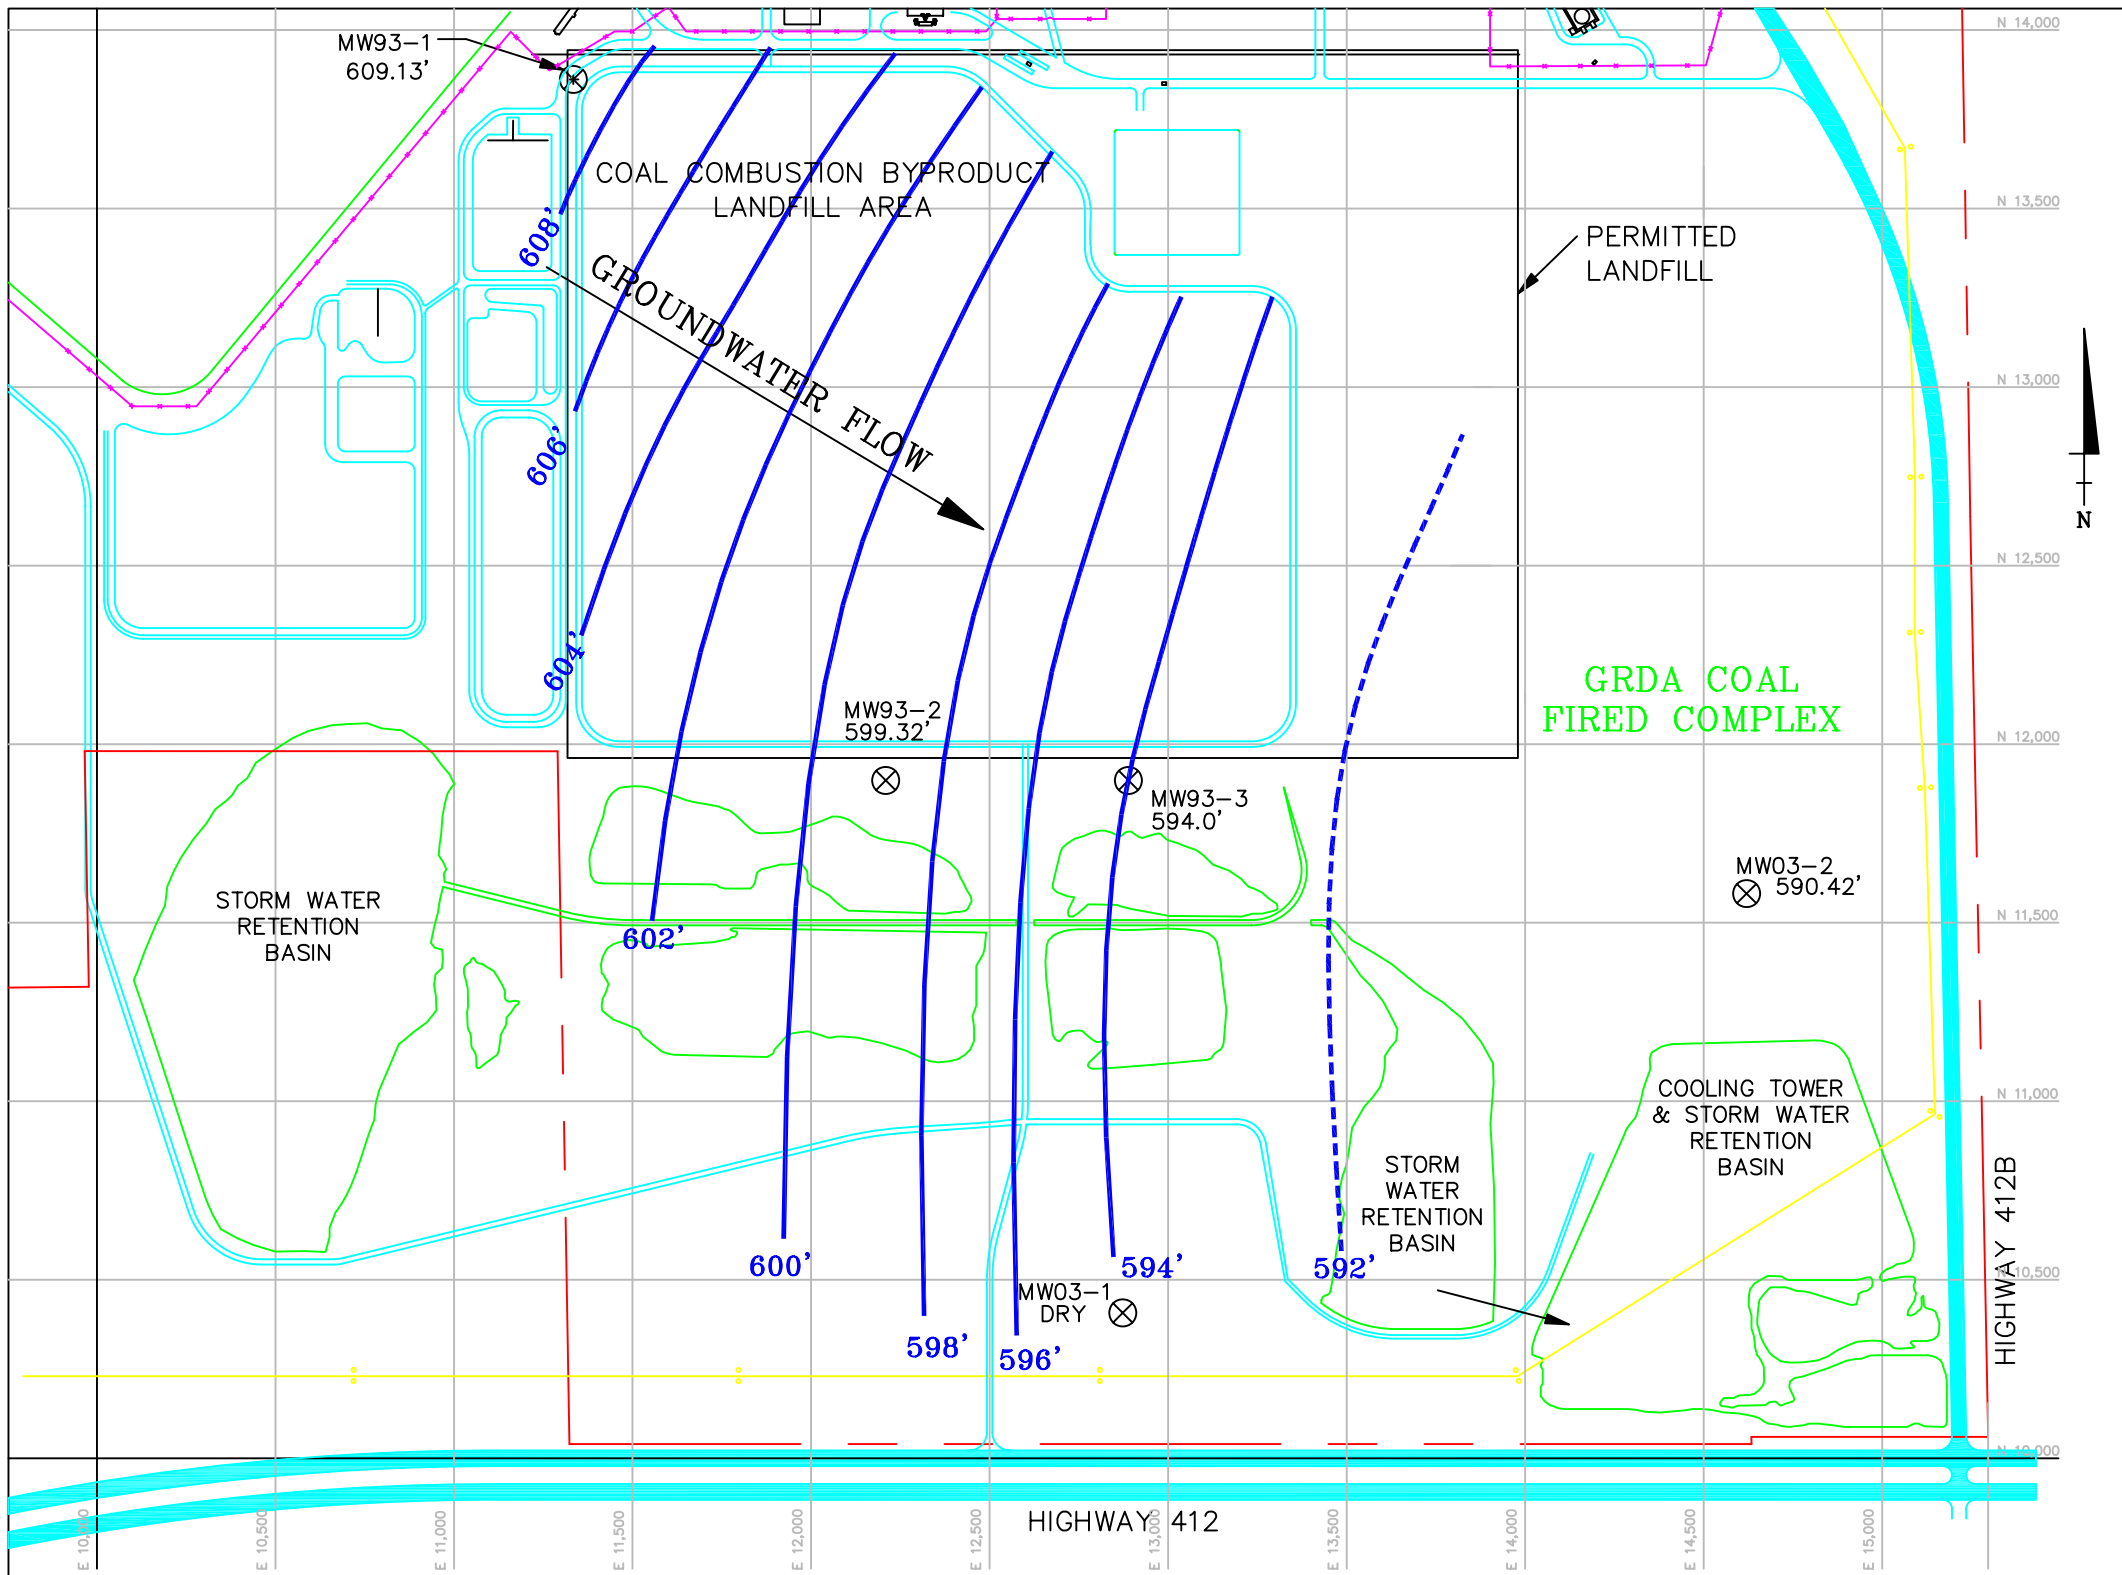 MW93-1
609.13'
N 14,000
COAL COMBUSTION BYPRODUCT
LANDFILL AREA
N 13,500
608'
PERMITTED
LANDFILL
GROUNDWATER FLOW
N 13,000
606'
N
N 12,500
604'
GRDA COAL
FIRED COMPLEX
MW93-2
599.32'
N 12,000
MW93-3
594.0'
MW03-2
590.42'
STORM WATER
RETENTION
BASIN
N 11,500
602'
COOLING TOWER
& STORM WATER
RETENTION
BASIN
N 11,000
STORM
WATER
RETENTION
BASIN
HIGHWAY 412B
600'
594'
592'
N 10,500
MW03-1
DRY
598'
596'
N 10,000
HIGHWAY 412
E 10,000
E 10,500
E 11,000
E 11,500
E 12,000
E 12,500
E 13,000
E 13,500
E 14,000
E 14,500
E 15,000